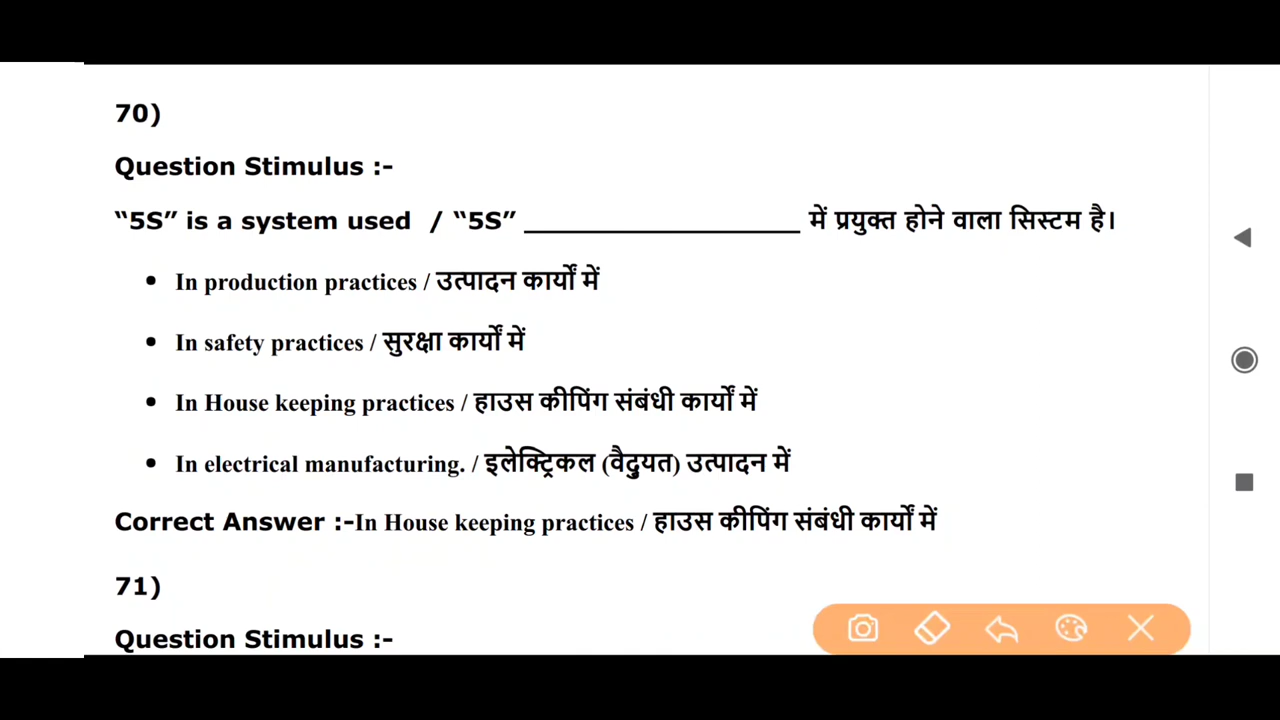 70)
Question Stimulus :-
“5S” is a system used / “5S” ______________________ में प्रयुक्त होने वाला सिस्टम है।
• In production practices / उत्पादन कार्यों में
• In safety practices / सुरक्षा कार्यों में
• In House keeping practices / हाउस कीपिंग संबंधी कार्यों में
• In electrical manufacturing. / इलेक्ट्रिकल (वैदुयत) उत्पादन में
Correct Answer :-In House keeping practices / हाउस कीपिंग संबंधी कार्यों में
71)
Question Stimulus :-